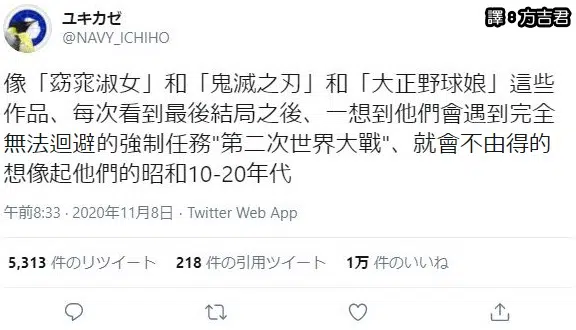 譯:方吉君
ユキカゼ
@NAVY_ICHIHO
像「窈窕淑女」和「鬼滅之刃」和「大正野球娘」這些
作品、每次看到最後結局之後、一想到他們會遇到完全
無法迴避的強制任務"第二次世界大戰"、就會不由得的
想像起他們的昭和10-20年代
午前8:33 · 2020年11月8日 · Twitter Web App
5,313 件のリツイート 218 件の引用ツイート 1万 件のいいね